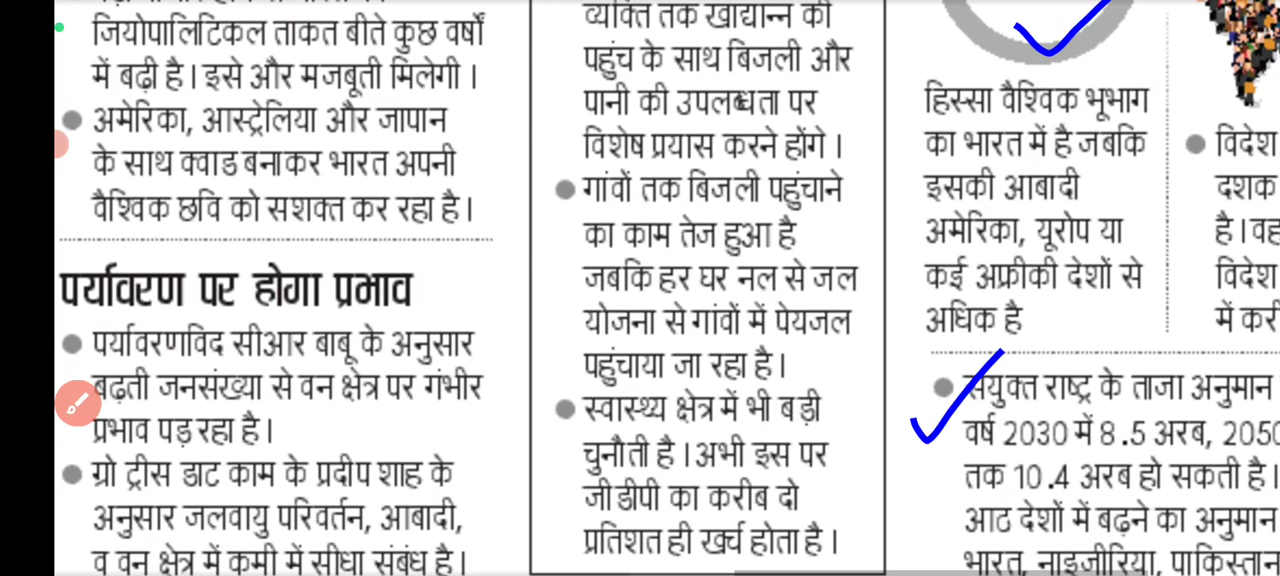 जियोपालिटिकल ताकत बीते कुछ वर्षों
में बढ़ी है। इसे और मजबूती मिलेगी।
अमेरिका, आस्ट्रेलिया और जापान
के साथ क्वाड बनाकर भारत अपनी
वैश्विक छवि को सशक्त कर रहा है।
पर्यावरण पर होगा प्रभाव
पर्यावरणविद सीआर बाबू के अनुसार
बढ़ती जनसंख्या से वन क्षेत्र पर गंभीर
प्रभाव पड़ रहा है।
ग्रो ट्रीस डाट काम के प्रदीप शाह के
अनुसार जलवायु परिवर्तन, आबादी,
व वन क्षेत्र में कमी में सीधा संबंध है।
व्यक्ति तक खाद्यान्न की
पहुंच के साथ बिजली और
पानी की उपलब्धता पर
विशेष प्रयास करने होंगे।
गांवों तक बिजली पहुंचाने
का काम तेज हुआ है
जबकि हर घर नल से जल
योजना से गांवों में पेयजल
पहुंचाया जा रहा है।
स्वास्थ्य क्षेत्र में भी बड़ी
चुनौती है। अभी इस पर
जीडीपी का करीब दो
प्रतिशत ही खर्च होता है।
हिस्सा वैश्विक भूभाग
का भारत में है जबकि
इसकी आबादी
अमेरिका, यूरोप या
कई अफ्रीकी देशों से
अधिक है
संयुक्त राष्ट्र के ताजा अनुमान
वर्ष 2030 में 8.5 अरब, 2050
तक 10.4 अरब हो सकती है।
आठ देशों में बढ़ने का अनुमान
भारत, नाइजीरिया, पाकिस्तान
विदेश
दशक
है। वह
विदेश
में